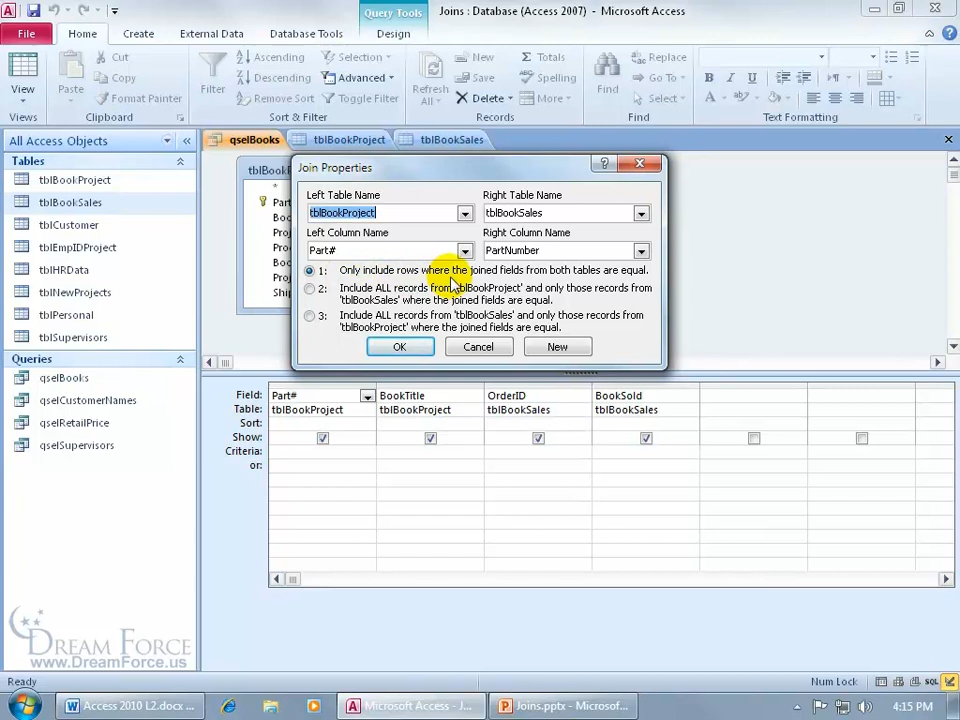 Query Tools
Joins : Database (Access 2007) - Microsoft Access
File
Home
Create
External Data
Database Tools
Design
View
Views
Paste
Cut
Copy
Format Painter
Clipboard
Filter
Ascending
Descending
Remove Sort
Selection
Advanced
Toggle Filter
Sort & Filter
Refresh
All
New
Save
Delete
Totals
Spelling
More
Records
Find
Replace
Go To
Select
Find
B I U
Text Formatting
All Access Objects
Tables
tblBookProject
tblBookSales
tblCustomer
tblEmpIDProject
tblHRData
tblNewProjects
tblPersonal
tblSupervisors
Queries
qselBooks
qselCustomerNames
qselRetailPrice
qselSupervisors
qselBooks
tblBookProject
tblBookSales
tblBookP
*
Part
Boo
Proj
Proj
Proj
Ship
Join Properties
Left Table Name
Right Table Name
tblBookProject
tblBookSales
Left Column Name
Right Column Name
Part#
PartNumber
1: Only include rows where the joined fields from both tables are equal.
2: Include ALL records from 'tblBookProject' and only those records from
'tblBookSales' where the joined fields are equal.
3: Include ALL records from 'tblBookSales' and only those records from
'tblBookProject' where the joined fields are equal.
OK
Cancel
New
Field: Part# BookTitle OrderID BookSold
Table: tblBookProject tblBookProject tblBookSales tblBookSales
Sort:
Show:
Criteria:
or:
DREAM FORCE
www.DreamForce.us
Ready
Num Lock
SQL
Access 2010 L2.docx ...
Microsoft Access - J...
Joins.pptx - Microsof...
4:15 PM